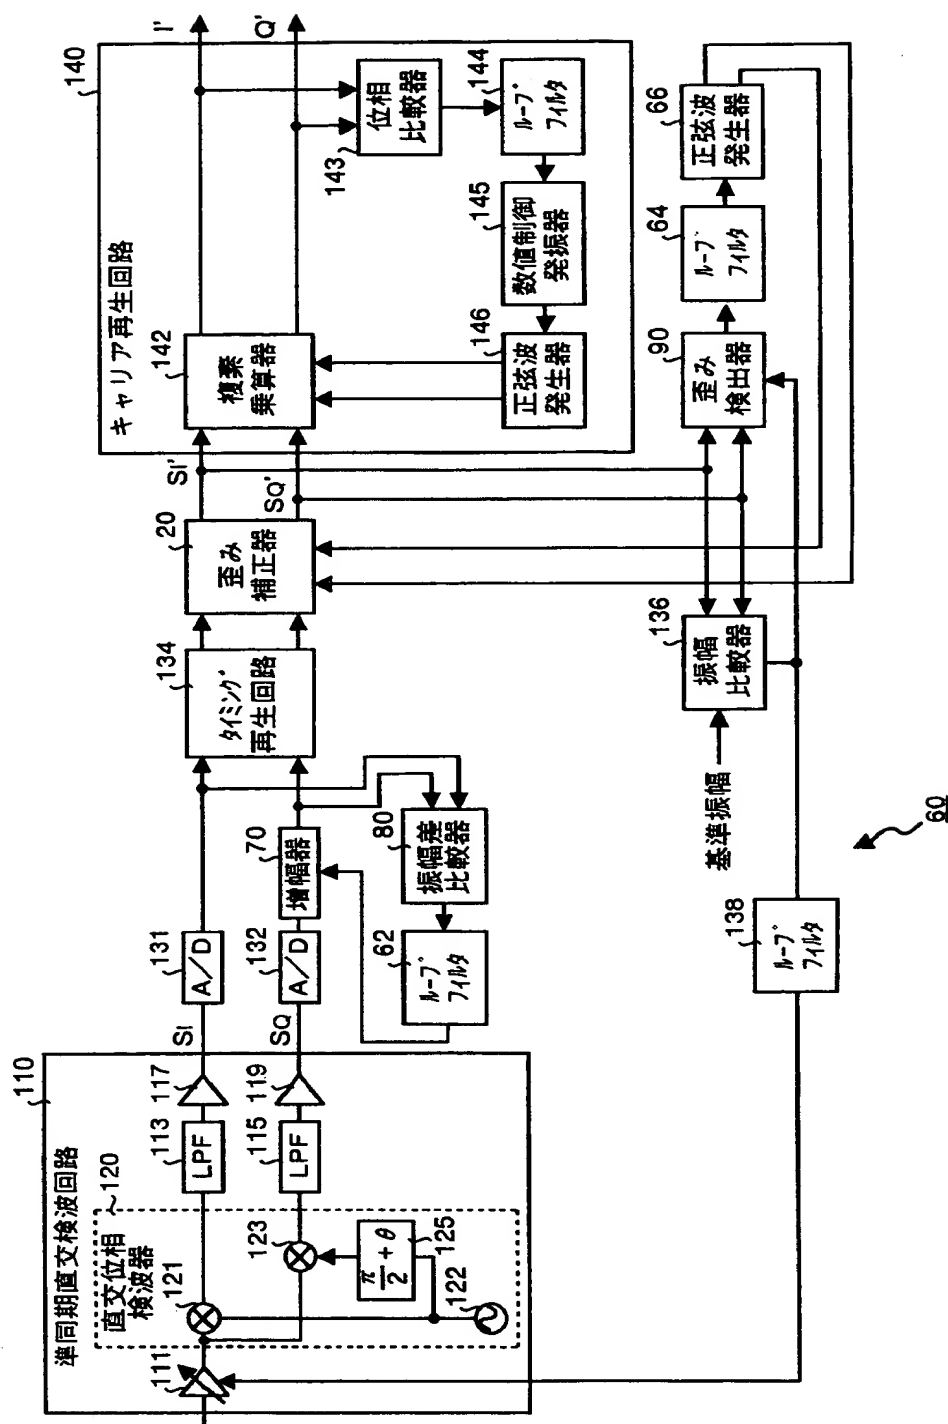 準同期直交検波回路
110
直交位相
検波器
120
111
121
123
π/2 + θ
125
122
113
LPF
115
LPF
117
119
SI
SQ
131
A/D
132
A/D
70
増幅器
80
振幅差
比較器
62
ループ
フィルタ
134
タイミング
再生回路
20
歪み
補正器
SI'
SQ'
キャリア再生回路
140
142
複素
乗算器
143
位相
比較器
144
ループ
フィルタ
145
数値制御
発振器
146
正弦波
発生器
I'
Q'
66
正弦波
発生器
64
ループ
フィルタ
90
歪み
検出器
136
振幅
比較器
基準振幅
138
ループ
フィルタ
60